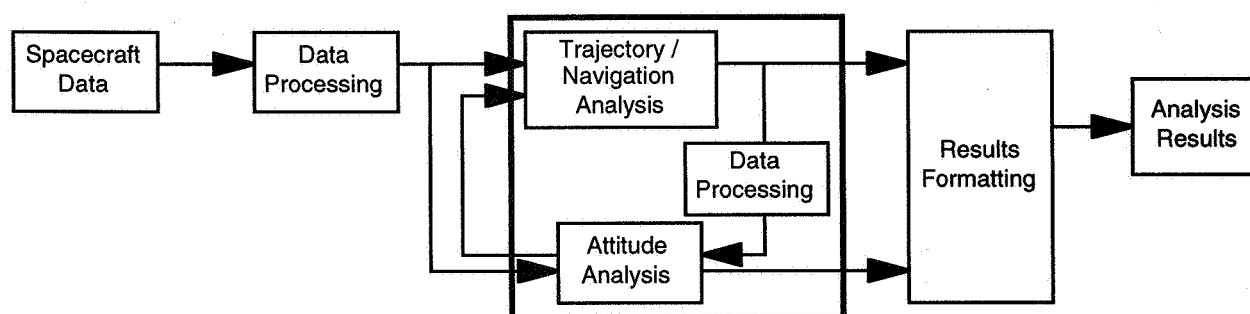 Spacecraft
Data
Data
Processing
Trajectory /
Navigation
Analysis
Data
Processing
Attitude
Analysis
Results
Formatting
Analysis
Results